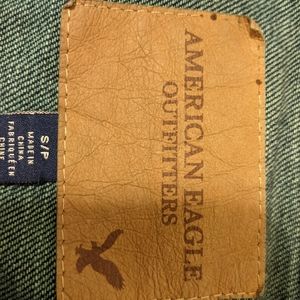 AMERICAN EAGLE
OUTFITTERS
S/P
MADE IN
CHINA
FABRIQUÉ EN
CHINE